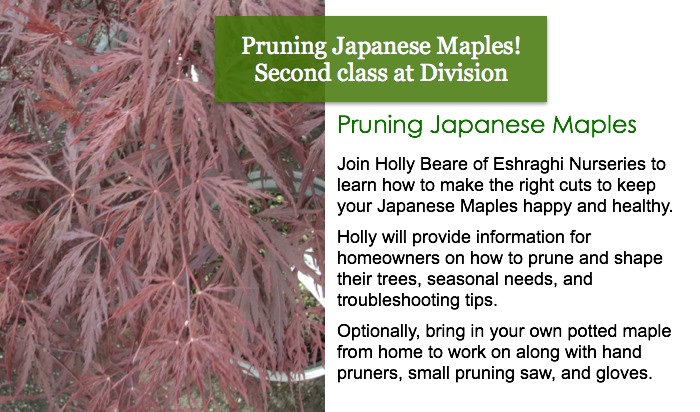 Pruning Japanese Maples!
Second class at Division
Pruning Japanese Maples
Join Holly Beare of Eshraghi Nurseries to
learn how to make the right cuts to keep
your Japanese Maples happy and healthy.
Holly will provide information for
homeowners on how to prune and shape
their trees, seasonal needs, and
troubleshooting tips.
Optionally, bring in your own potted maple
from home to work on along with hand
pruners, small pruning saw, and gloves.